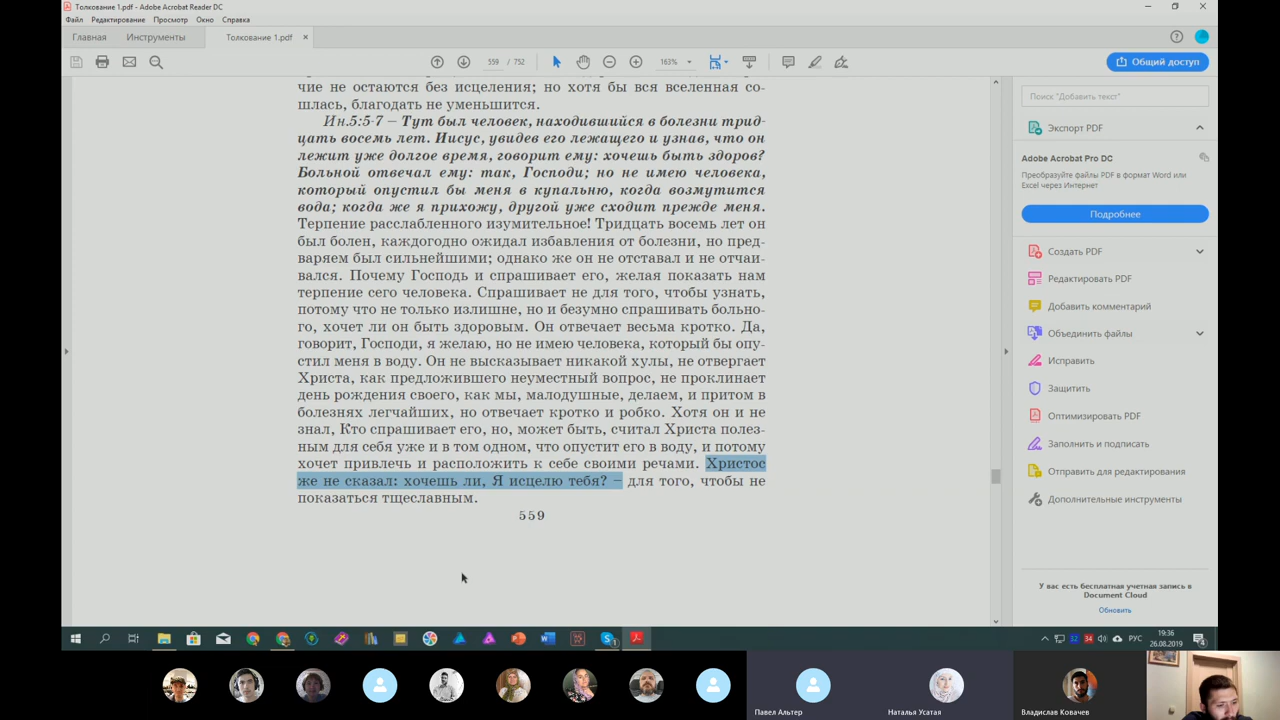 Толкование 1.pdf - Adobe Acrobat Reader DC
Файл Редактирование Просмотр Окно Справка
Главная Инструменты Толкование 1.pdf ×
559 / 752 163% Общий доступ
чие не остаются без исцеления; но хотя бы вся вселенная со-
шлась, благодать не уменьшится.
Ин.5:5-7 – Тут был человек, находившийся в болезни трид-
цать восемь лет. Иисус, увидев его лежащего и узнав, что он
лежит уже долгое время, говорит ему: хочешь быть здоров?
Больной отвечал ему: так, Господи; но не имею человека,
который опустил бы меня в купальню, когда возмутится
вода; когда же я прихожу, другой уже сходит прежде меня.
Терпение расслабленного изумительное! Тридцать восемь лет он
был болен, каждогодно ожидал избавления от болезни, но пред-
варяем был сильнейшими; однако же он не отставал и не отчаи-
вался. Почему Господь и спрашивает его, желая показать нам
терпение сего человека. Спрашивает не для того, чтобы узнать,
потому что не только излишне, но и безумно спрашивать больно-
го, хочет ли он быть здоровым. Он отвечает весьма кротко. Да,
говорит, Господи, я желаю, но не имею человека, который бы опу-
стил меня в воду. Он не высказывает никакой хулы, не отвергает
Христа, как предложившего неуместный вопрос, не проклинает
день рождения своего, как мы, малодушные, делаем, и притом в
болезнях легчайших, но отвечает кротко и робко. Хотя он и не
знал, Кто спрашивает его, но, может быть, считал Христа полез-
ным для себя уже и в том одном, что опустит его в воду, и потому
хочет привлечь и расположить к себе своими речами. Христос
же не сказал: хочешь ли, Я исцелю тебя? – для того, чтобы не
показаться тщеславным.
559
Поиск "Добавить текст"
Экспорт PDF
Adobe Acrobat Pro DC
Преобразуйте файлы PDF в формат Word или
Excel через Интернет
Подробнее
Создать PDF
Редактировать PDF
Добавить комментарий
Объединить файлы
Исправить
Защитить
Оптимизировать PDF
Заполнить и подписать
Отправить для редактирования
Дополнительные инструменты
У вас есть бесплатная учетная запись в
Document Cloud
Обновить
32 34 РУС 19:36
26.08.2019
Павел Альтер Наталья Усатая Владислав Ковачев